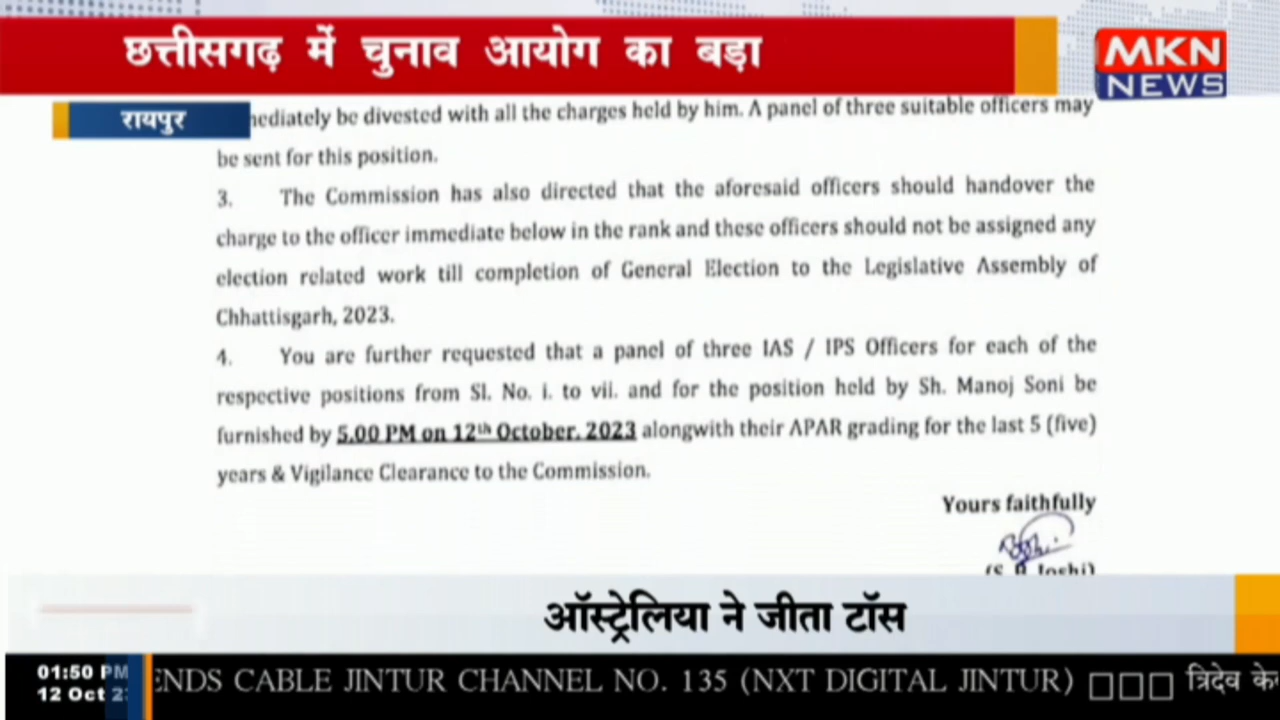 छत्तीसगढ़ में चुनाव आयोग का बड़ा
MKN
NEWS
रायपुर
be divested with all the charges held by him. A panel of three suitable officers may
be sent for this position.
3. The Commission has also directed that the aforesaid officers should handover the
charge to the officer immediate below in the rank and these officers should not be assigned any
election related work till completion of General Election to the Legislative Assembly of
Chhattisgarh, 2023.
4. You are further requested that a panel of three IAS / IPS Officers for each of the
respective positions from Sl. No. i. to vii. and for the position held by Sh. Manoj Soni be
furnished by 5.00 PM on 12th October, 2023 alongwith their APAR grading for the last 5 (five)
years & Vigilance Clearance to the Commission.
Yours faithfully
ऑस्ट्रेलिया ने जीता टॉस
01:50 PM
12 Oct
CABLE JINTUR CHANNEL NO. 135 (NXT DIGITAL JINTUR) □□□ त्रिदेव